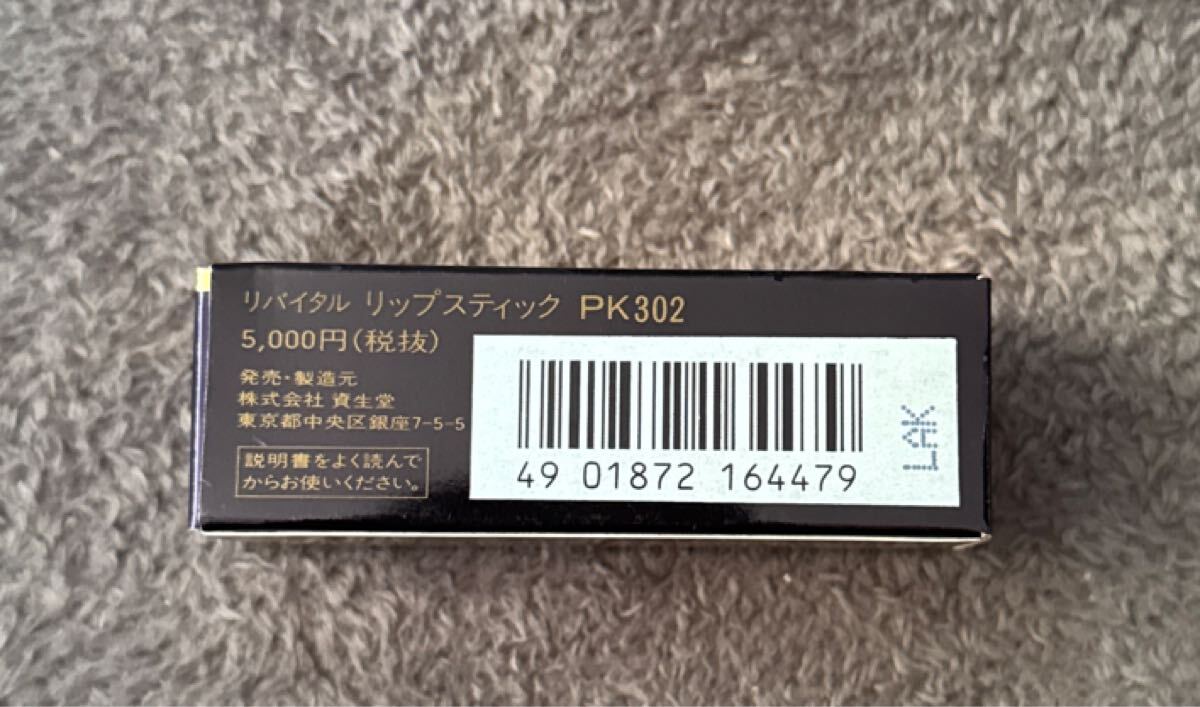 リバイタル リップスティック PK302
5,000円(税抜)
発売・製造元
株式会社 資生堂
東京都中央区銀座7-5-5
説明書をよく読んで
からお使いください。
49 01872 164479
LAK